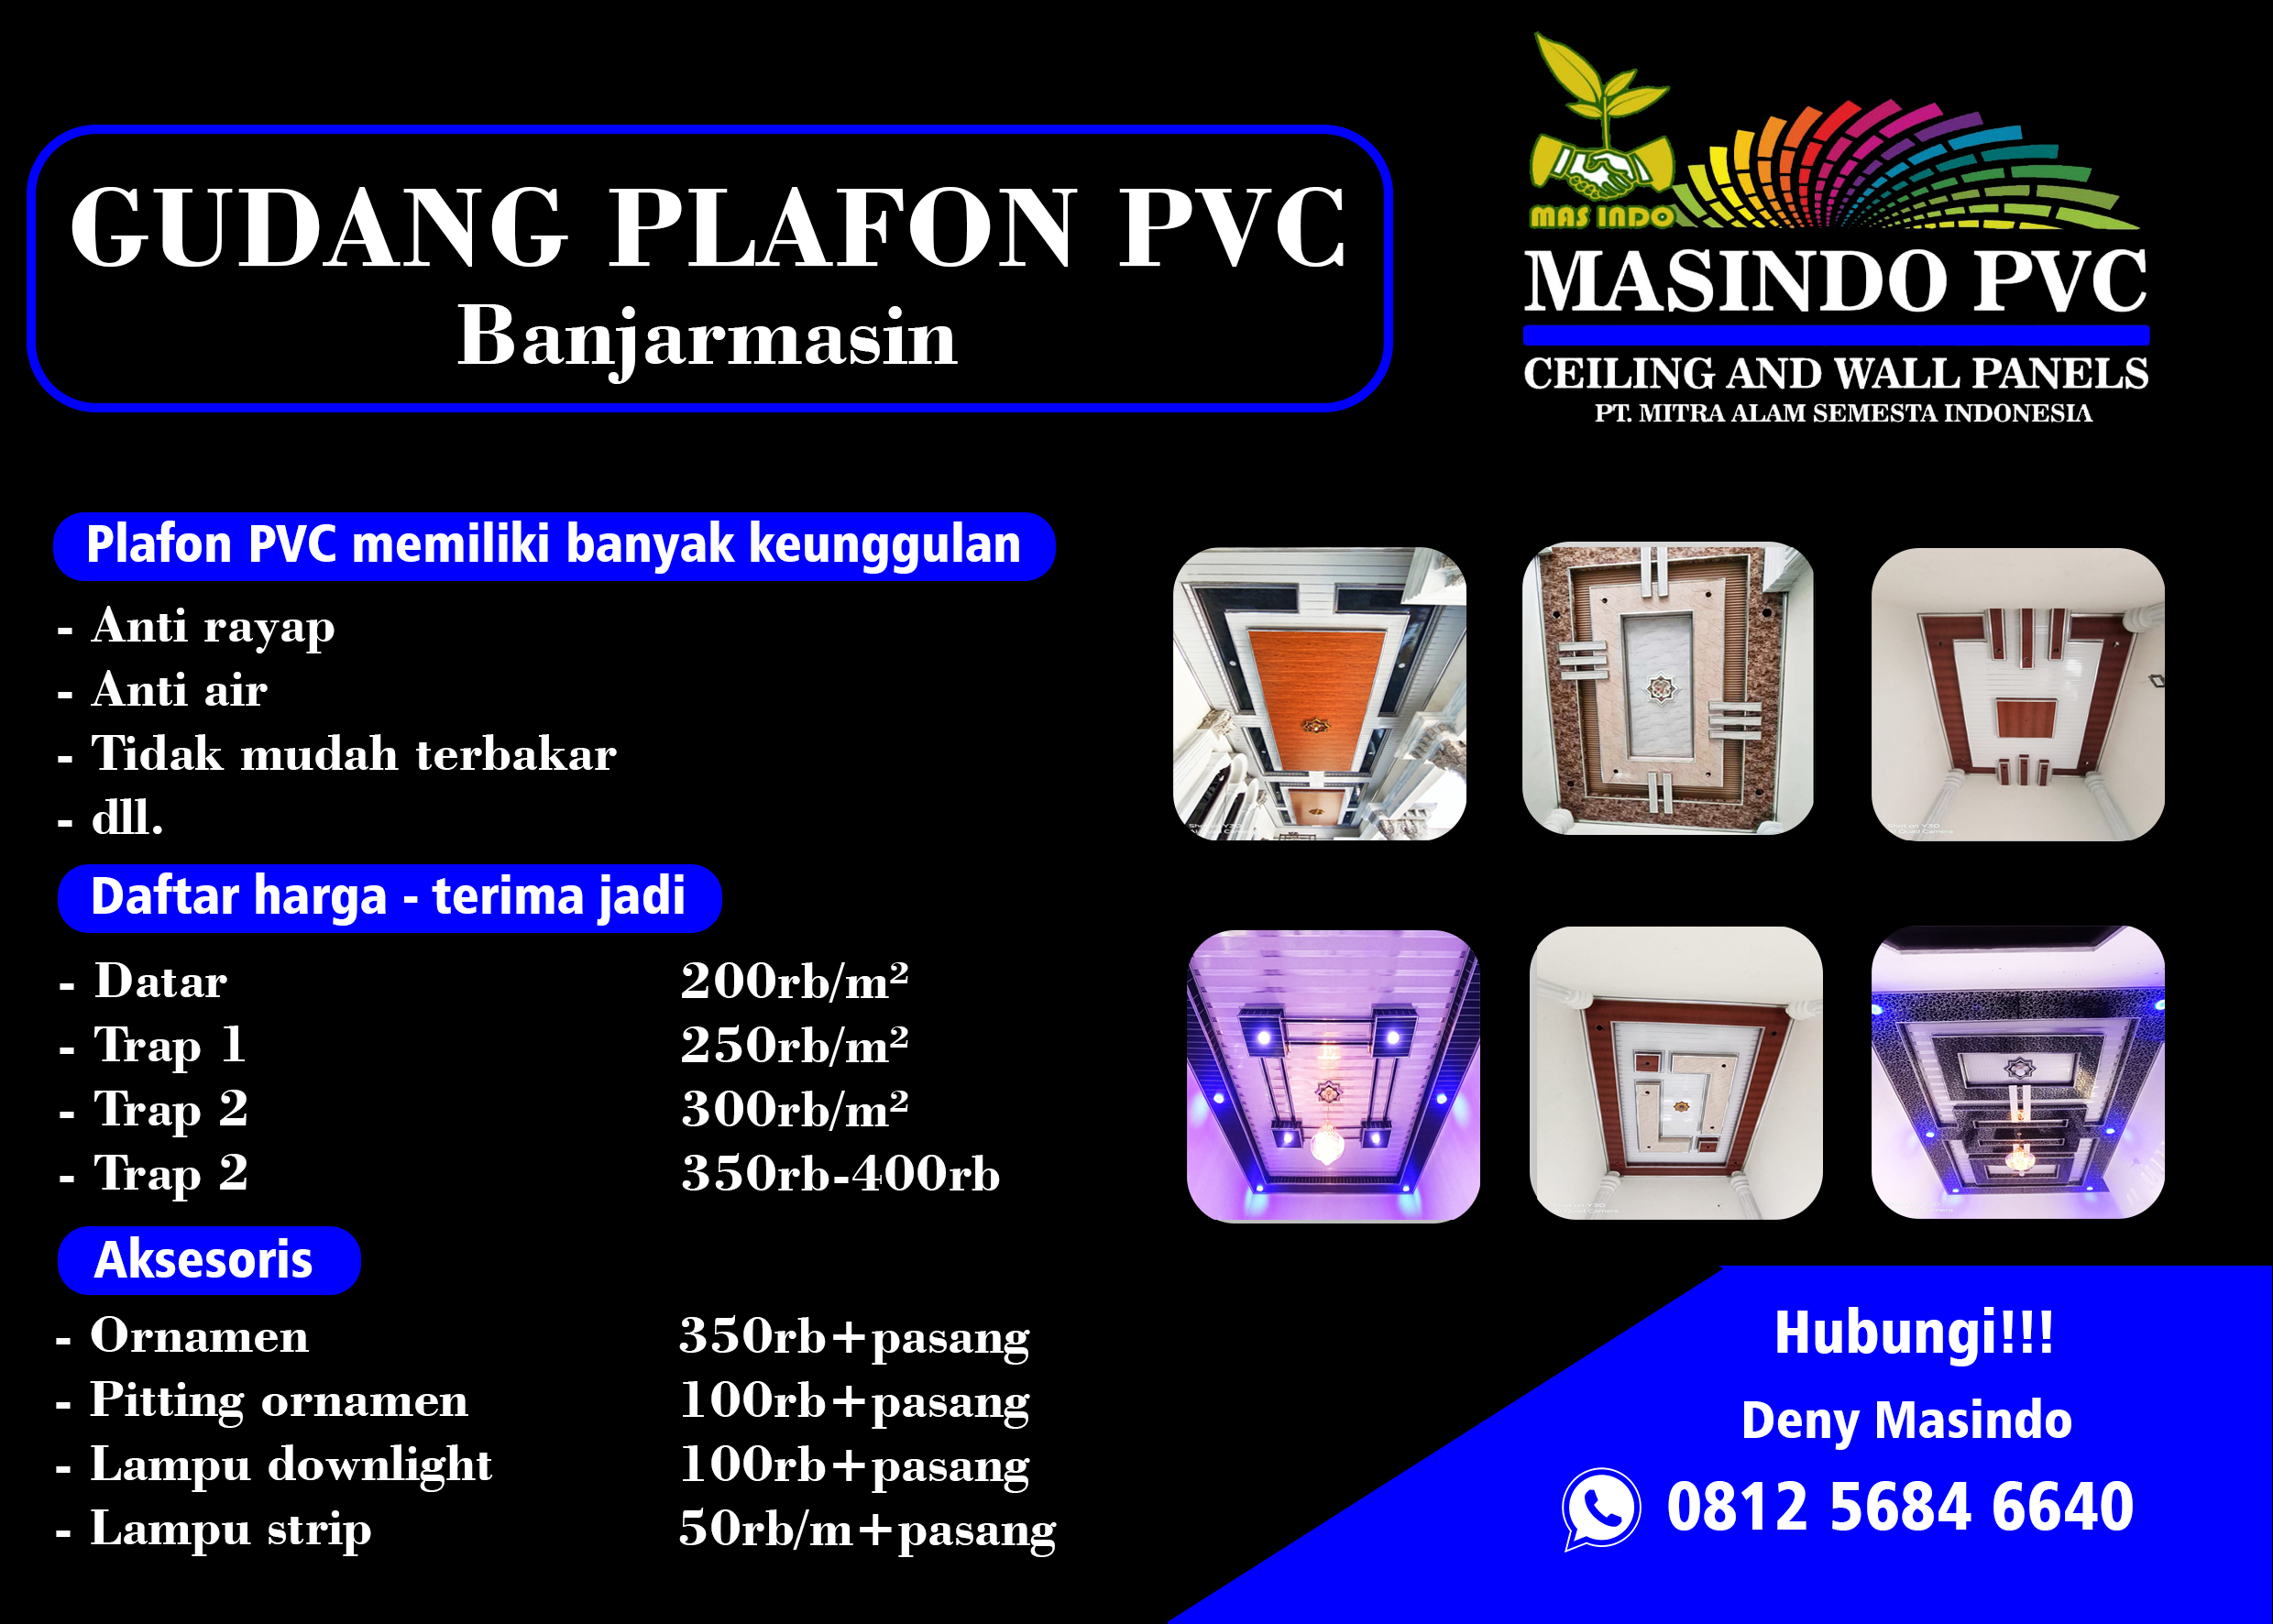 GUDANG PLAFON PVC
Banjarmasin
MAS INDO
MASINDO PVC
CEILING AND WALL PANELS
PT. MITRA ALAM SEMESTA INDONESIA
Plafon PVC memiliki banyak keunggulan
- Anti rayap
- Anti air
- Tidak mudah terbakar
- dll.
Daftar harga - terima jadi
- Datar 200rb/m²
- Trap 1 250rb/m²
- Trap 2 300rb/m²
- Trap 2 350rb-400rb
Aksesoris
- Ornamen 350rb+pasang
- Pitting ornamen 100rb+pasang
- Lampu downlight 100rb+pasang
- Lampu strip 50rb/m+pasang
Hubungi!!!
Deny Masindo
0812 5684 6640